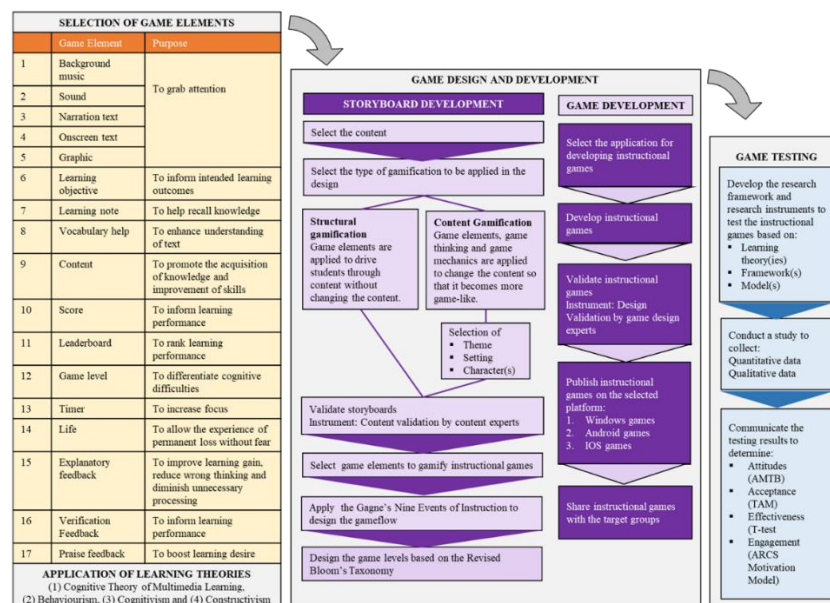 SELECTION OF GAME ELEMENTS
Game Element Purpose
1 Background
music
To grab attention
2 Sound
3 Narration text
4 Onscreen text
5 Graphic
6 Learning
objective
To inform intended learning
outcomes
7 Learning note To help recall knowledge
8 Vocabulary help To enhance understanding
of text
9 Content To promote the acquisition
of knowledge and
improvement of skills
10 Score To inform learning
performance
11 Leaderboard To rank learning
performance
12 Game level To differentiate cognitive
difficulties
13 Timer To increase focus
14 Life To allow the experience of
permanent loss without fear
15 Explanatory
feedback
To improve learning gain,
reduce wrong thinking and
diminish unnecessary
processing
16 Verification
Feedback
To inform learning
performance
17 Praise feedback To boost learning desire
APPLICATION OF LEARNING THEORIES
(1) Cognitive Theory of Multimedia Learning,
(2) Behaviourism, (3) Cognitivism and (4) Constructivism
GAME DESIGN AND DEVELOPMENT
STORYBOARD DEVELOPMENT
Select the content
Select the type of gamification to be applied in the
design
Structural
gamification
Game elements are
applied to drive
students through
content without
changing the content.
Content Gamification
Game elements, game
thinking and game
mechanics are applied
to change the content so
that it becomes more
game-like.
Selection of
▪ Theme
▪ Setting
▪ Character(s)
Validate storyboards
Instrument: Content validation by content experts
Select game elements to gamify instructional games
Apply the Gagne's Nine Events of Instruction to
design the gameflow
Design the game levels based on the Revised
Bloom's Taxonomy
GAME DEVELOPMENT
Select the application for
developing instructional
games
Develop instructional
games
Validate instructional
games
Instrument: Design
Validation by game design
experts
Publish instructional
games on the selected
platform:
1. Windows games
2. Android games
3. IOS games
Share instructional games
with the target groups
GAME TESTING
Develop the research
framework and
research instruments to
test the instructional
games based on:
▪ Learning
theory(ies)
▪ Framework(s)
▪ Model(s)
Conduct a study to
collect:
Quantitative data
Qualitative data
Communicate the
testing results to
determine:
▪ Attitudes
(AMTB)
▪ Acceptance
(TAM)
▪ Effectiveness
(T-test
▪ Engagement
(ARCS
Motivation
Model)